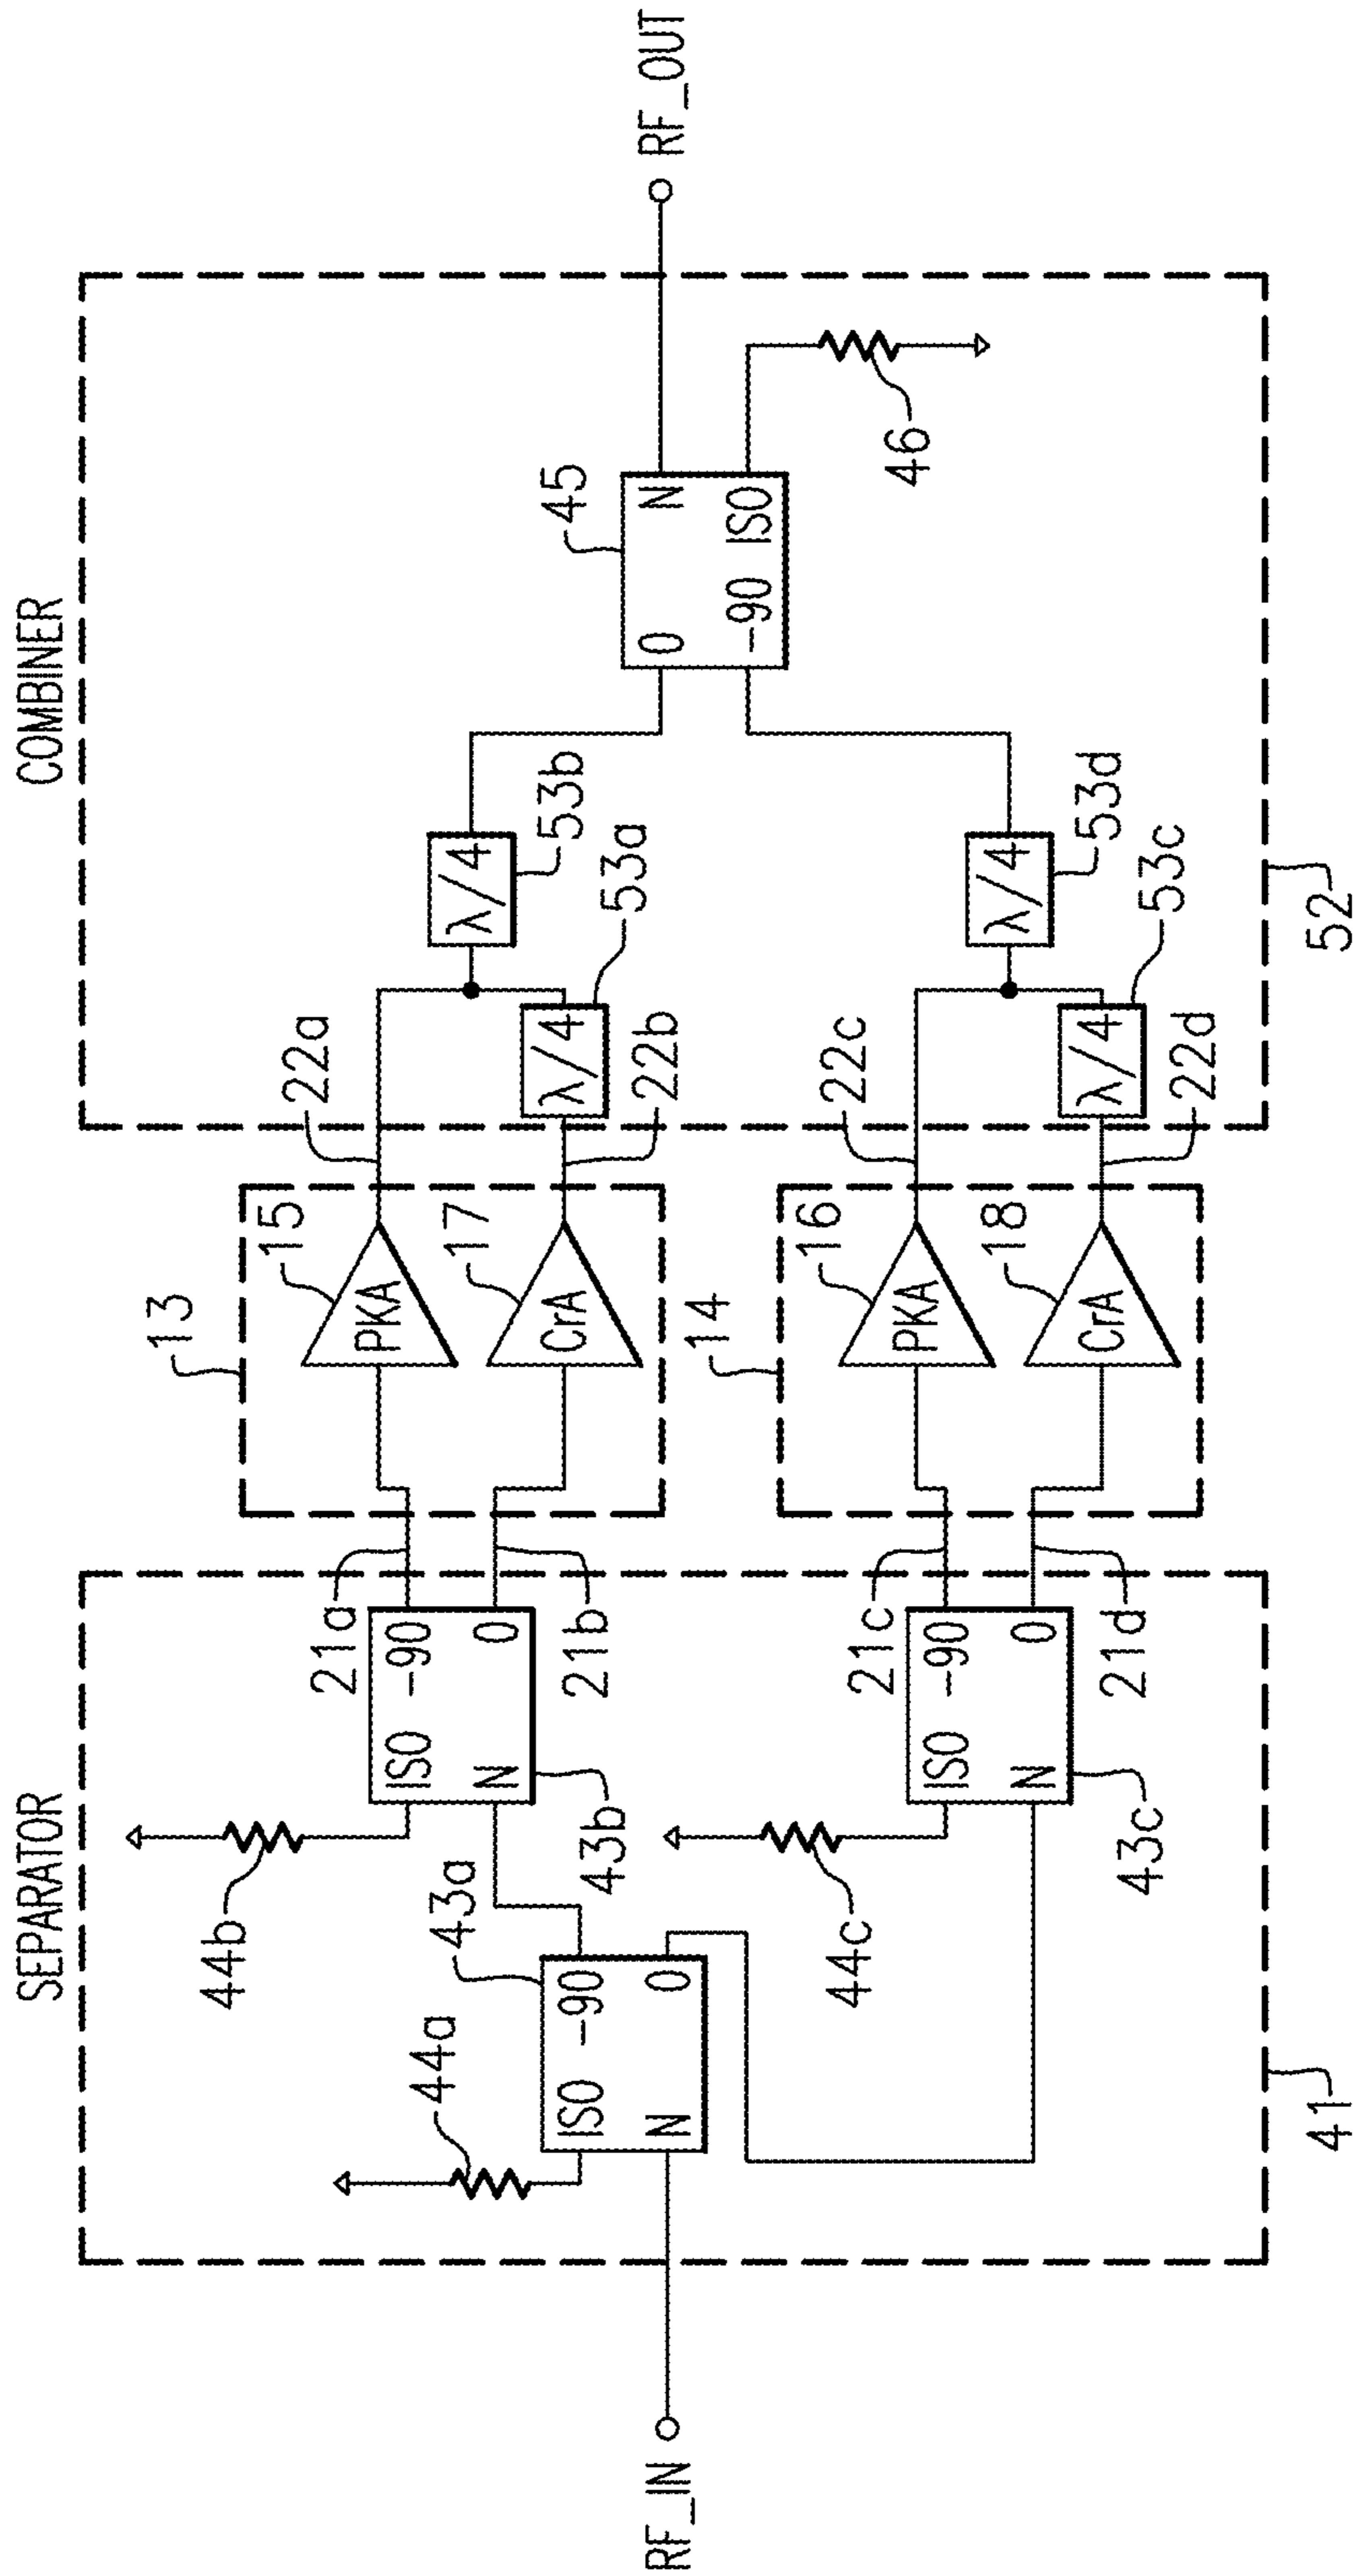 SEPARATOR
COMBINER
RF_IN
44a
ISO -90
N 0
43a
44b
ISO -90
N 0
43b
44c
ISO -90
N 0
43c
41
21a
21b
21c
21d
13
15
PKA
17
CrA
14
16
PKA
18
CrA
22a
22b
22c
22d
λ/4
53a
λ/4
53b
λ/4
53c
λ/4
53d
45
0 N
-90 ISO
46
52
RF_OUT